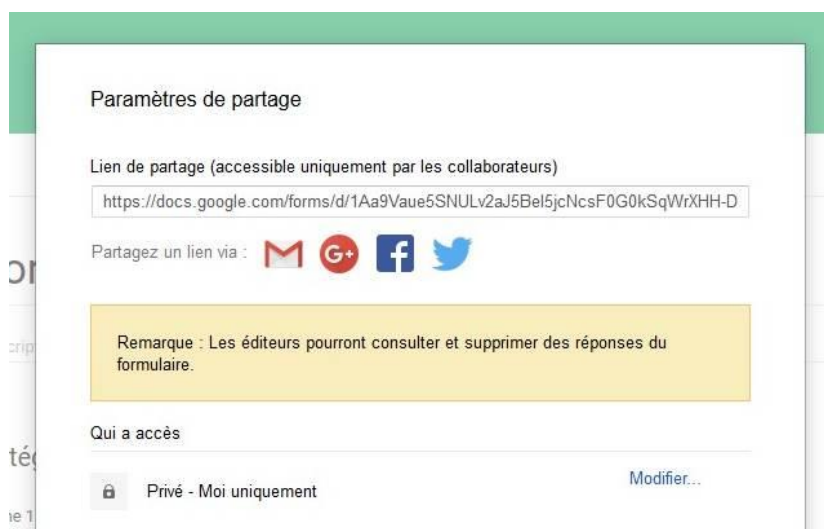 Paramètres de partage
Lien de partage (accessible uniquement par les collaborateurs)
https://docs.google.com/forms/d/1Aa9Vaue5SNULv2aJ5Bel5jcNcsF0G0kSqWrXHH-D
Partagez un lien via :
G+
f
Remarque : Les éditeurs pourront consulter et supprimer des réponses du
formulaire.
Qui a accès
Privé - Moi uniquement
Modifier...